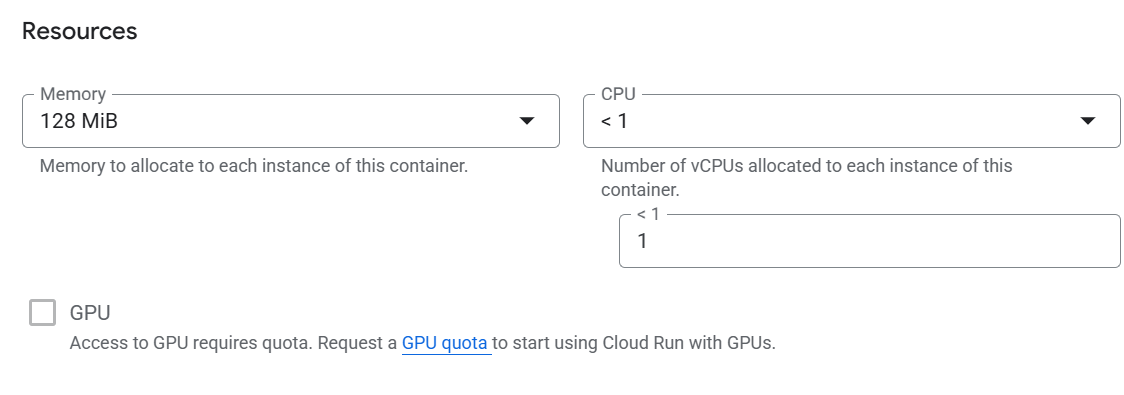 Resources
Memory
128 MiB
Memory to allocate to each instance of this container.
CPU
< 1
Number of vCPUs allocated to each instance of this
container.
< 1
1
GPU
Access to GPU requires quota. Request a GPU quota to start using Cloud Run with GPUs.